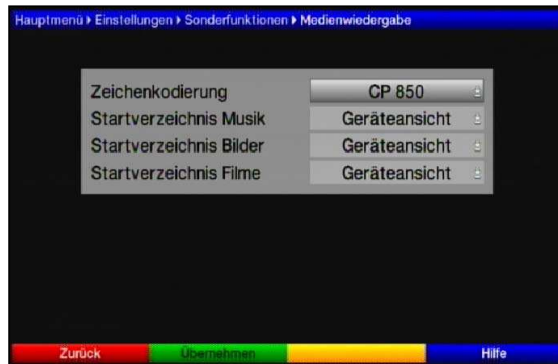 Hauptmenü ▸ Einstellungen ▸ Sonderfunktionen ▸ Medienwiedergabe
Zeichenkodierung CP 850
Startverzeichnis Musik Geräteansicht
Startverzeichnis Bilder Geräteansicht
Startverzeichnis Filme Geräteansicht
Zurück Übernehmen Hilfe